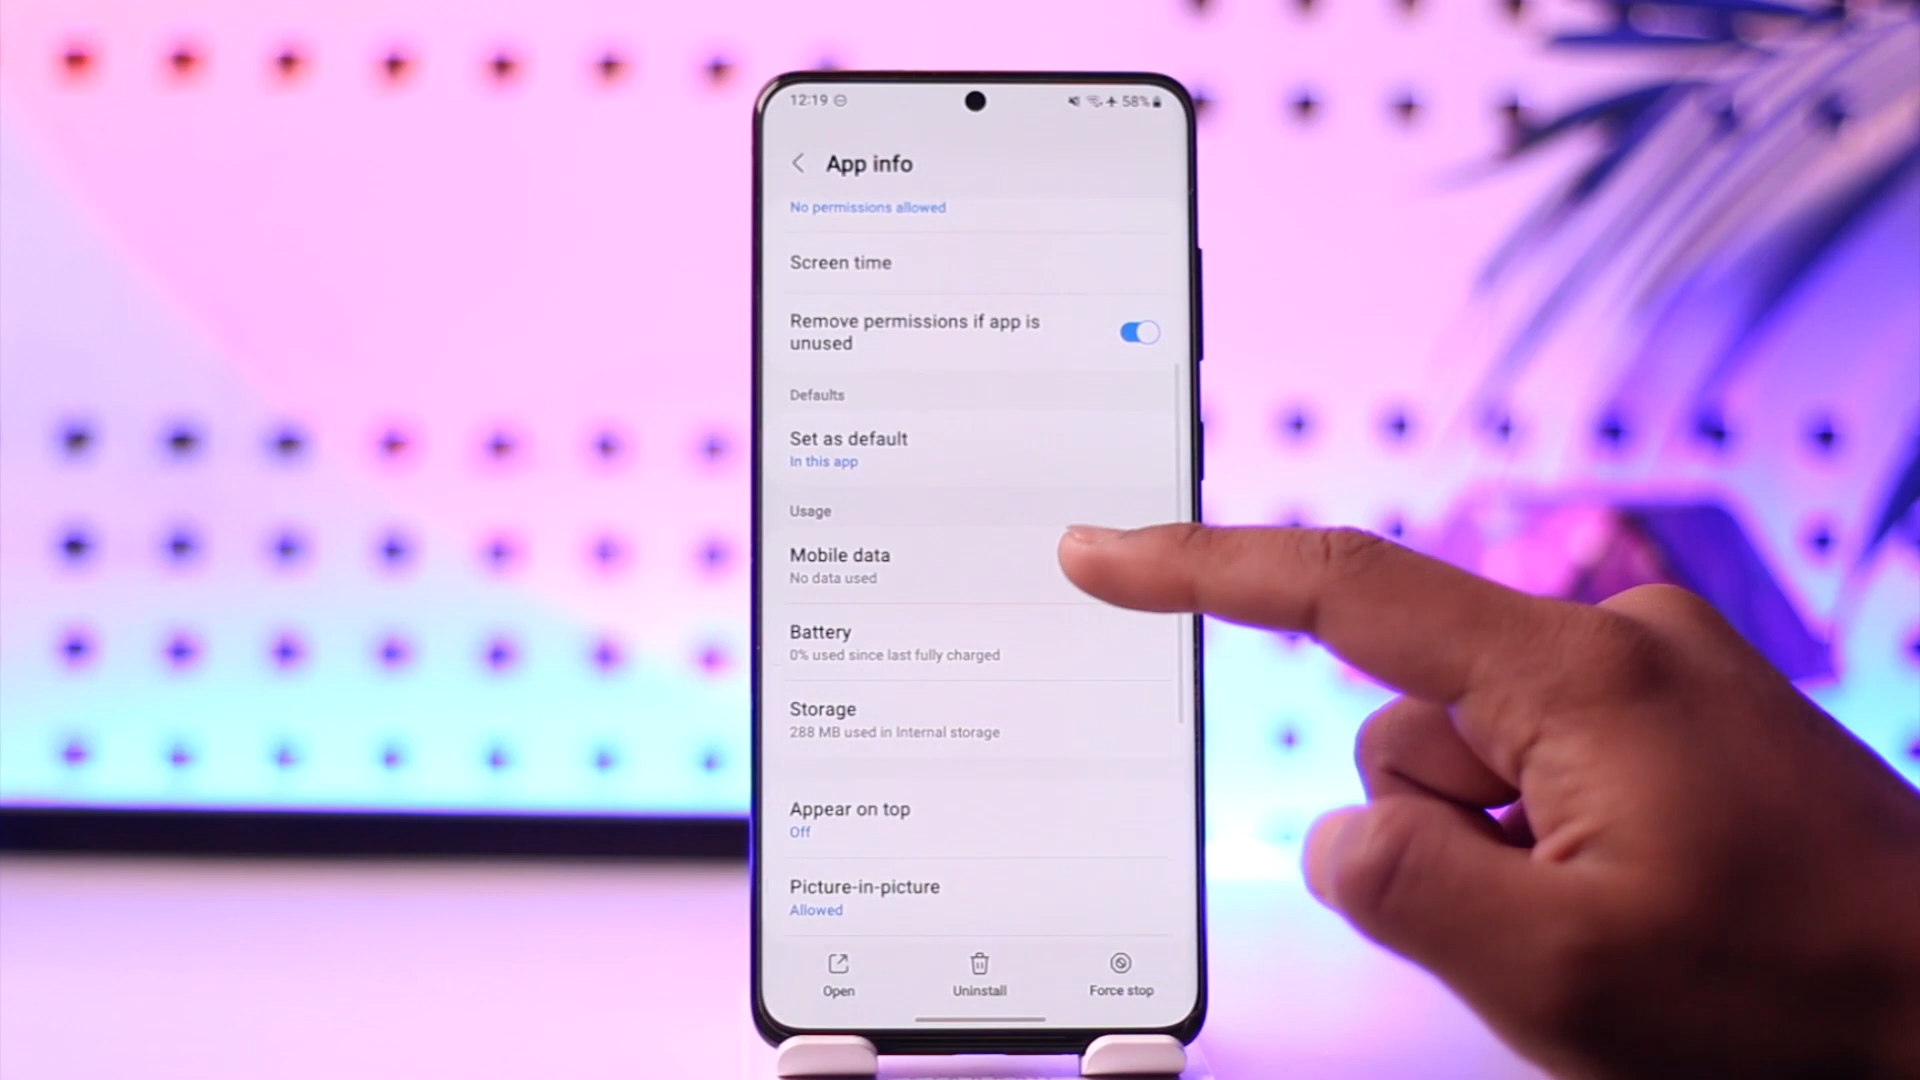 12:19
58%
App info
No permissions allowed
Screen time
Remove permissions if app is
unused
Defaults
Set as default
In this app
Usage
Mobile data
No data used
Battery
0% used since last fully charged
Storage
288 MB used in Internal storage
Appear on top
Off
Picture-in-picture
Allowed
Open
Uninstall
Force stop